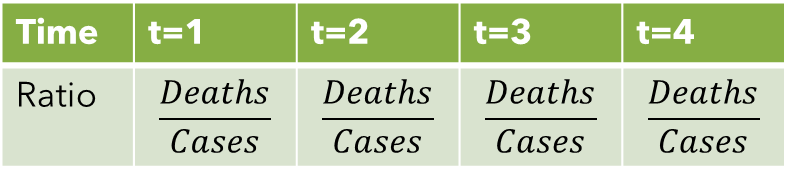 Time t=1 t=2 t=3 t=4
Ratio Deaths/Cases Deaths/Cases Deaths/Cases Deaths/Cases